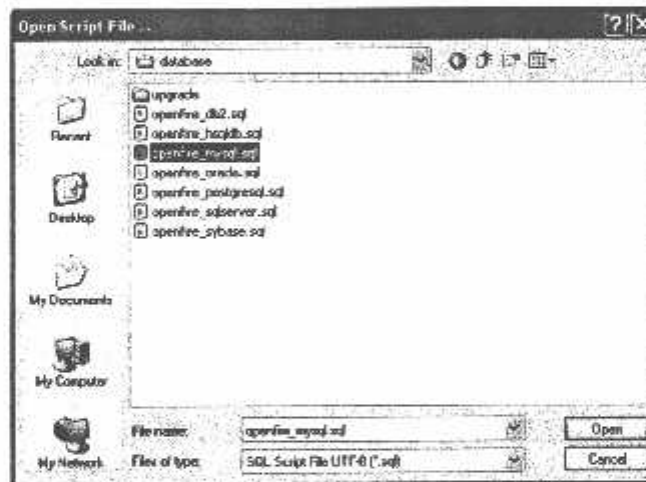 Open Script File ...
Look in: database
upgrade
openfire_db2.sql
openfire_hsqldb.sql
openfire_mysql.sql
openfire_oracle.sql
openfire_postgresql.sql
openfire_sqlserver.sql
openfire_sybase.sql
Recent
Desktop
My Documents
My Computer
My Network
File name: openfire_mysql.sql
Open
Files of type: SQL Script File UTF-8 (*.sql)
Cancel